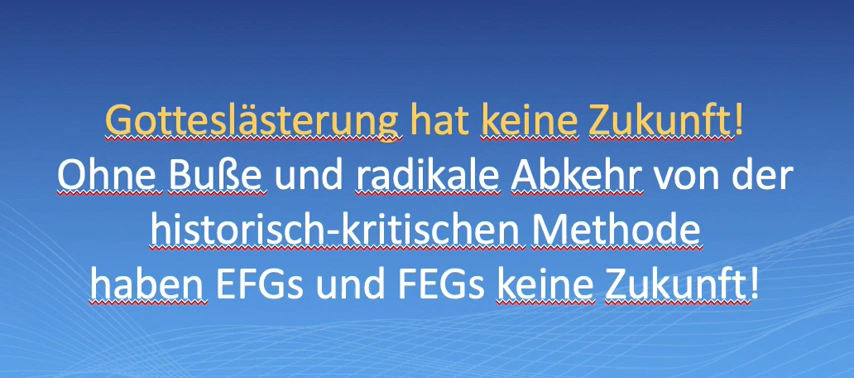 Gotteslästerung hat keine Zukunft!
Ohne Buße und radikale Abkehr von der
historisch-kritischen Methode
haben EFGs und FEGs keine Zukunft!